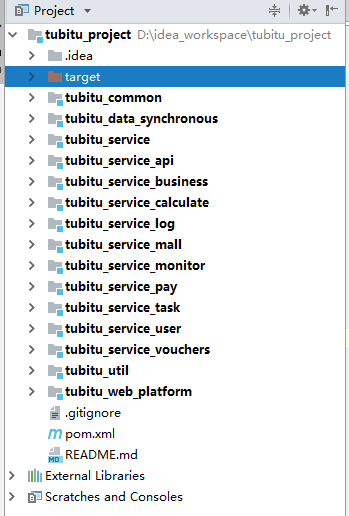 Project
tubitu_project D:\idea_workspace\tubitu_project
.idea
target
tubitu_common
tubitu_data_synchronous
tubitu_service
tubitu_service_api
tubitu_service_business
tubitu_service_calculate
tubitu_service_log
tubitu_service_mall
tubitu_service_monitor
tubitu_service_pay
tubitu_service_task
tubitu_service_user
tubitu_service_vouchers
tubitu_util
tubitu_web_platform
.gitignore
pom.xml
README.md
External Libraries
Scratches and Consoles